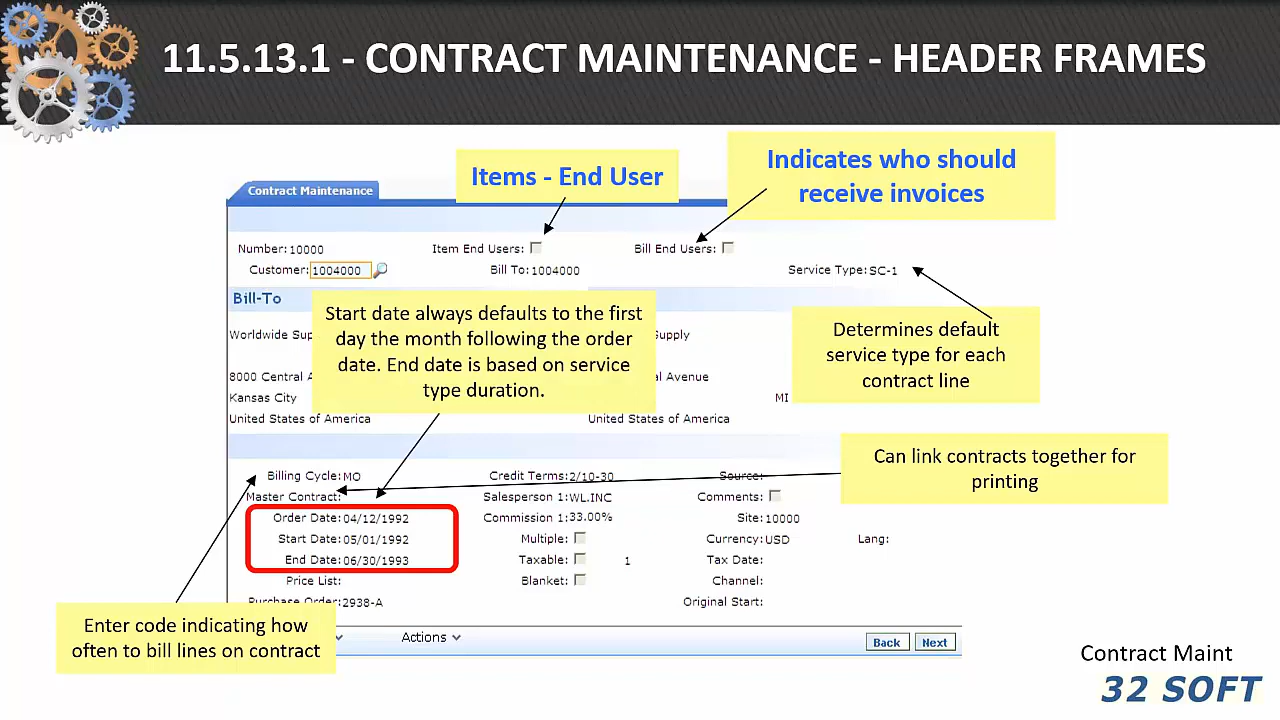 11.5.13.1 - CONTRACT MAINTENANCE - HEADER FRAMES
Items - End User
Indicates who should
receive invoices
Contract Maintenance
Number: 10000
Item End Users:
Bill End Users:
Customer: 1004000
Bill To: 1004000
Service Type: SC-1
Bill-To
Start date always defaults to the first
day the month following the order
date. End date is based on service
type duration.
Determines default
service type for each
contract line
Worldwide
8000 Central
Kansas City
MI
United States of America
United States of America
Avenue
Can link contracts together for
printing
Billing Cycle: MO
Credit Terms: 2/10-30
Source:
Master Contract:
Salesperson 1: WL.INC
Comments:
Order Date: 04/12/1992
Commission 1: 33.00%
Site: 10000
Start Date: 05/01/1992
Multiple:
Currency: USD
Lang:
End Date: 06/30/1993
Taxable:
1
Tax Date:
Price List:
Blanket:
Channel:
Purchase Order: 2938-A
Original Start:
Enter code indicating how
often to bill lines on contract
Actions
Back
Next
Contract Maint
32 SOFT